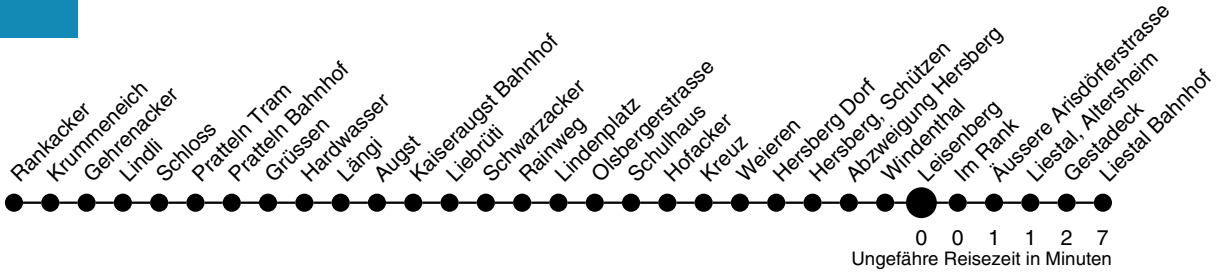 Rankacker
Krummeneich
Gehrenacker
Lindli
Schloss
Pratteln Tram
Pratteln Bahnhof
Grüssen
Hardwasser
Längi
Augst
Kaiseraugst Bahnhof
Liebrüti
Schwarzacker
Rainweg
Lindenplatz
Olsbergerstrasse
Schulhaus
Hofacker
Kreuz
Weieren
Hersberg Dorf
Hersberg, Schützen
Abzweigung Hersberg
Windenthal
Leisenberg
Im Rank
Äussere Arisdörferstrasse
Liestal, Altersheim
Gestadeck
Liestal Bahnhof
0 0 1 1 2 7
Ungefähre Reisezeit in Minuten